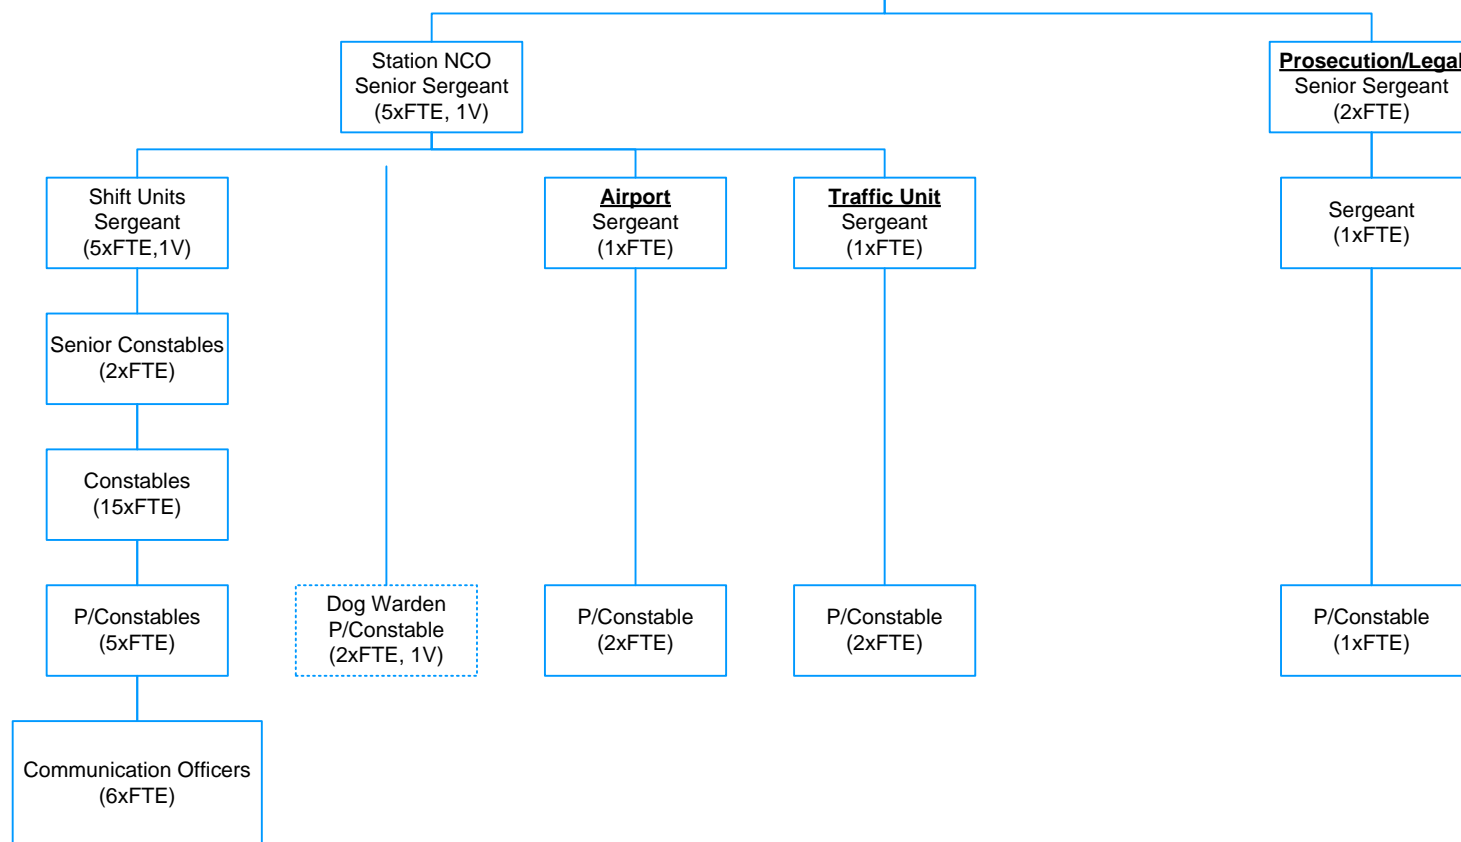 Station NCO
Senior Sergeant
(5xFTE, 1V)
Prosecution/Legal
Senior Sergeant
(2xFTE)
Shift Units
Sergeant
(5xFTE,1V)
Airport
Sergeant
(1xFTE)
Traffic Unit
Sergeant
(1xFTE)
Sergeant
(1xFTE)
Senior Constables
(2xFTE)
Constables
(15xFTE)
P/Constables
(5xFTE)
Dog Warden
P/Constable
(2xFTE, 1V)
P/Constable
(2xFTE)
P/Constable
(2xFTE)
P/Constable
(1xFTE)
Communication Officers
(6xFTE)